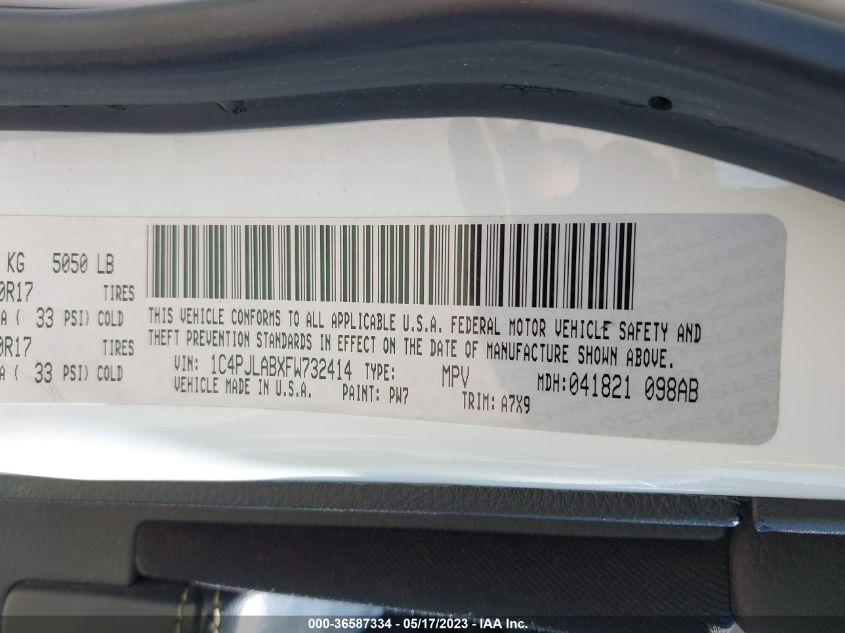 KG 5050 LB
0R17 TIRES
A ( 33 PSI) COLD
0R17 TIRES
A ( 33 PSI) COLD
THIS VEHICLE CONFORMS TO ALL APPLICABLE U.S.A. FEDERAL MOTOR VEHICLE SAFETY AND
THEFT PREVENTION STANDARDS IN EFFECT ON THE DATE OF MANUFACTURE SHOWN ABOVE.
VIN: 1C4PJLABXFW732414 TYPE: MPV MDH:041821 098AB
VEHICLE MADE IN U.S.A. PAINT: PW7 TRIM: A7X9
000-36587334 - 05/17/2023 - IAA Inc.